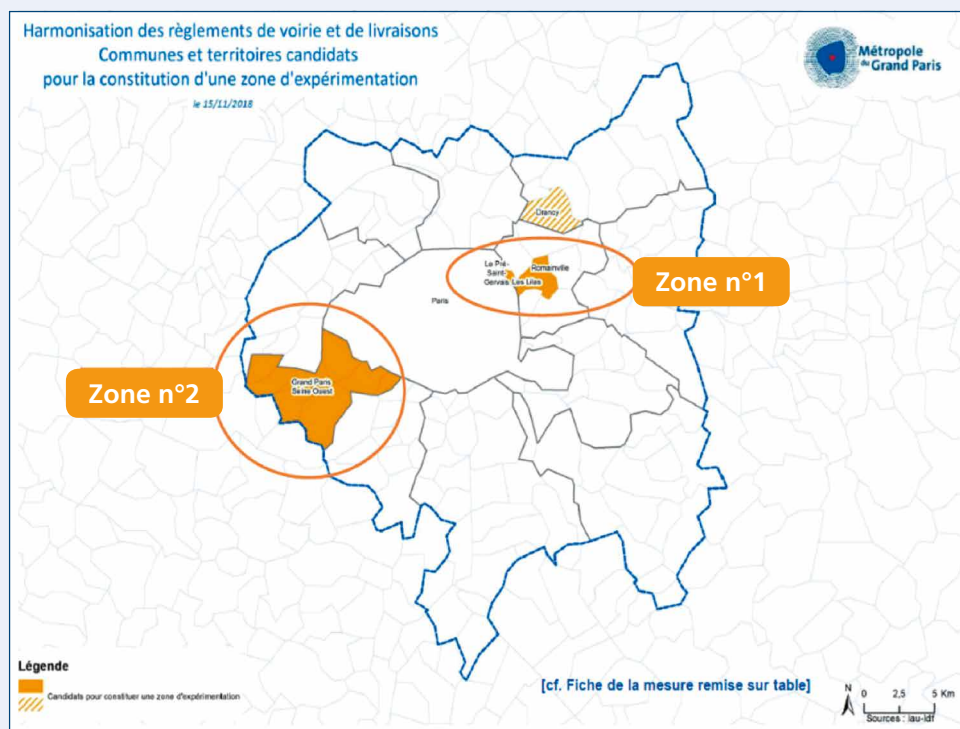 Harmonisation des règlements de voirie et de livraisons
Communes et territoires candidats
pour la constitution d'une zone d'expérimentation
le 15/11/2018
Métropole
du Grand Paris
Drancy
Le Pré-
Saint-
Gervais
Romainville
Les Lilas
Paris
Zone n°1
Grand Paris
Seine Ouest
Zone n°2
Légende
Candidats pour constituer une zone d'expérimentation
[cf. Fiche de la mesure remise sur table]
N
0 2,5 5 Km
Sources : iau-idf